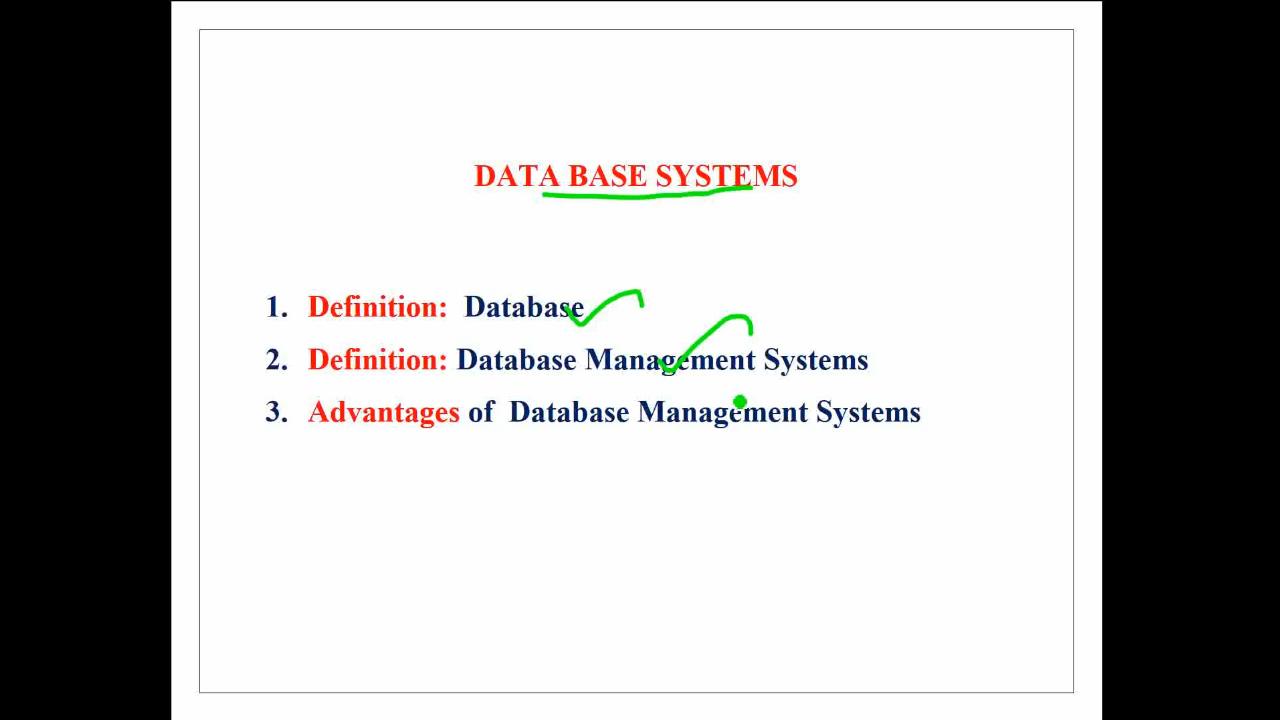 DATA BASE SYSTEMS
1. Definition: Database
2. Definition: Database Management Systems
3. Advantages of Database Management Systems